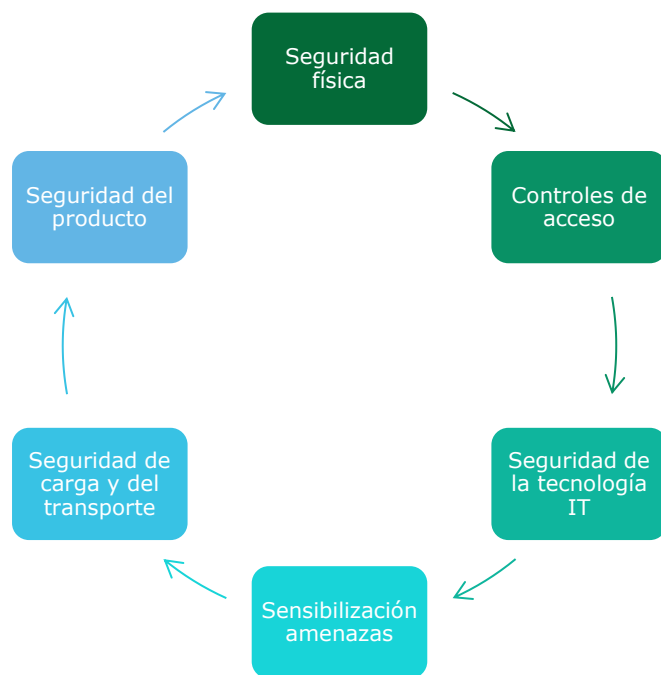 Seguridad
física
Controles de
acceso
Seguridad de
la tecnología
IT
Sensibilización
amenazas
Seguridad de
carga y del
transporte
Seguridad del
producto